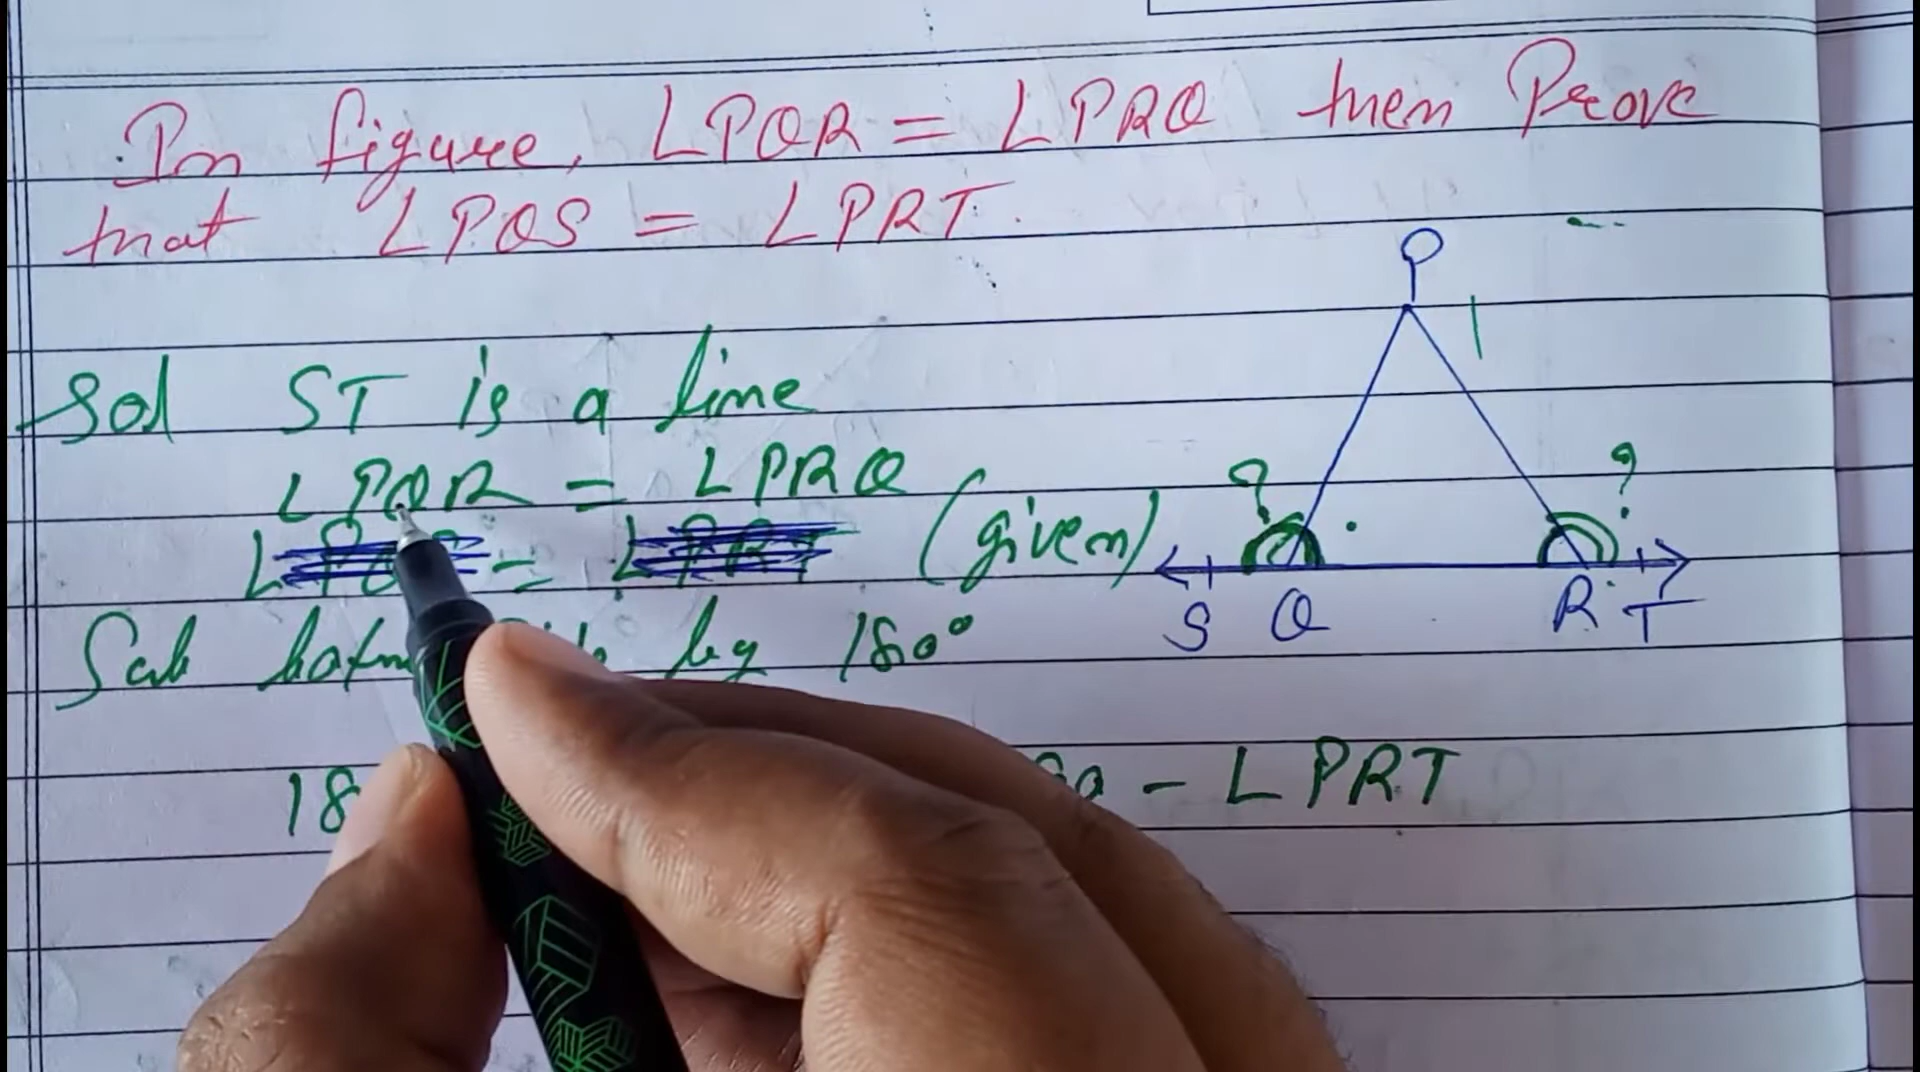 In figure, ∠PQR = ∠PRQ then Prove
that ∠PQS = ∠PRT.
P
Sol ST is a line
∠PQR = ∠PRQ
(given)
? ?
Sub by 180°
S Q R T
18 - ∠PRT